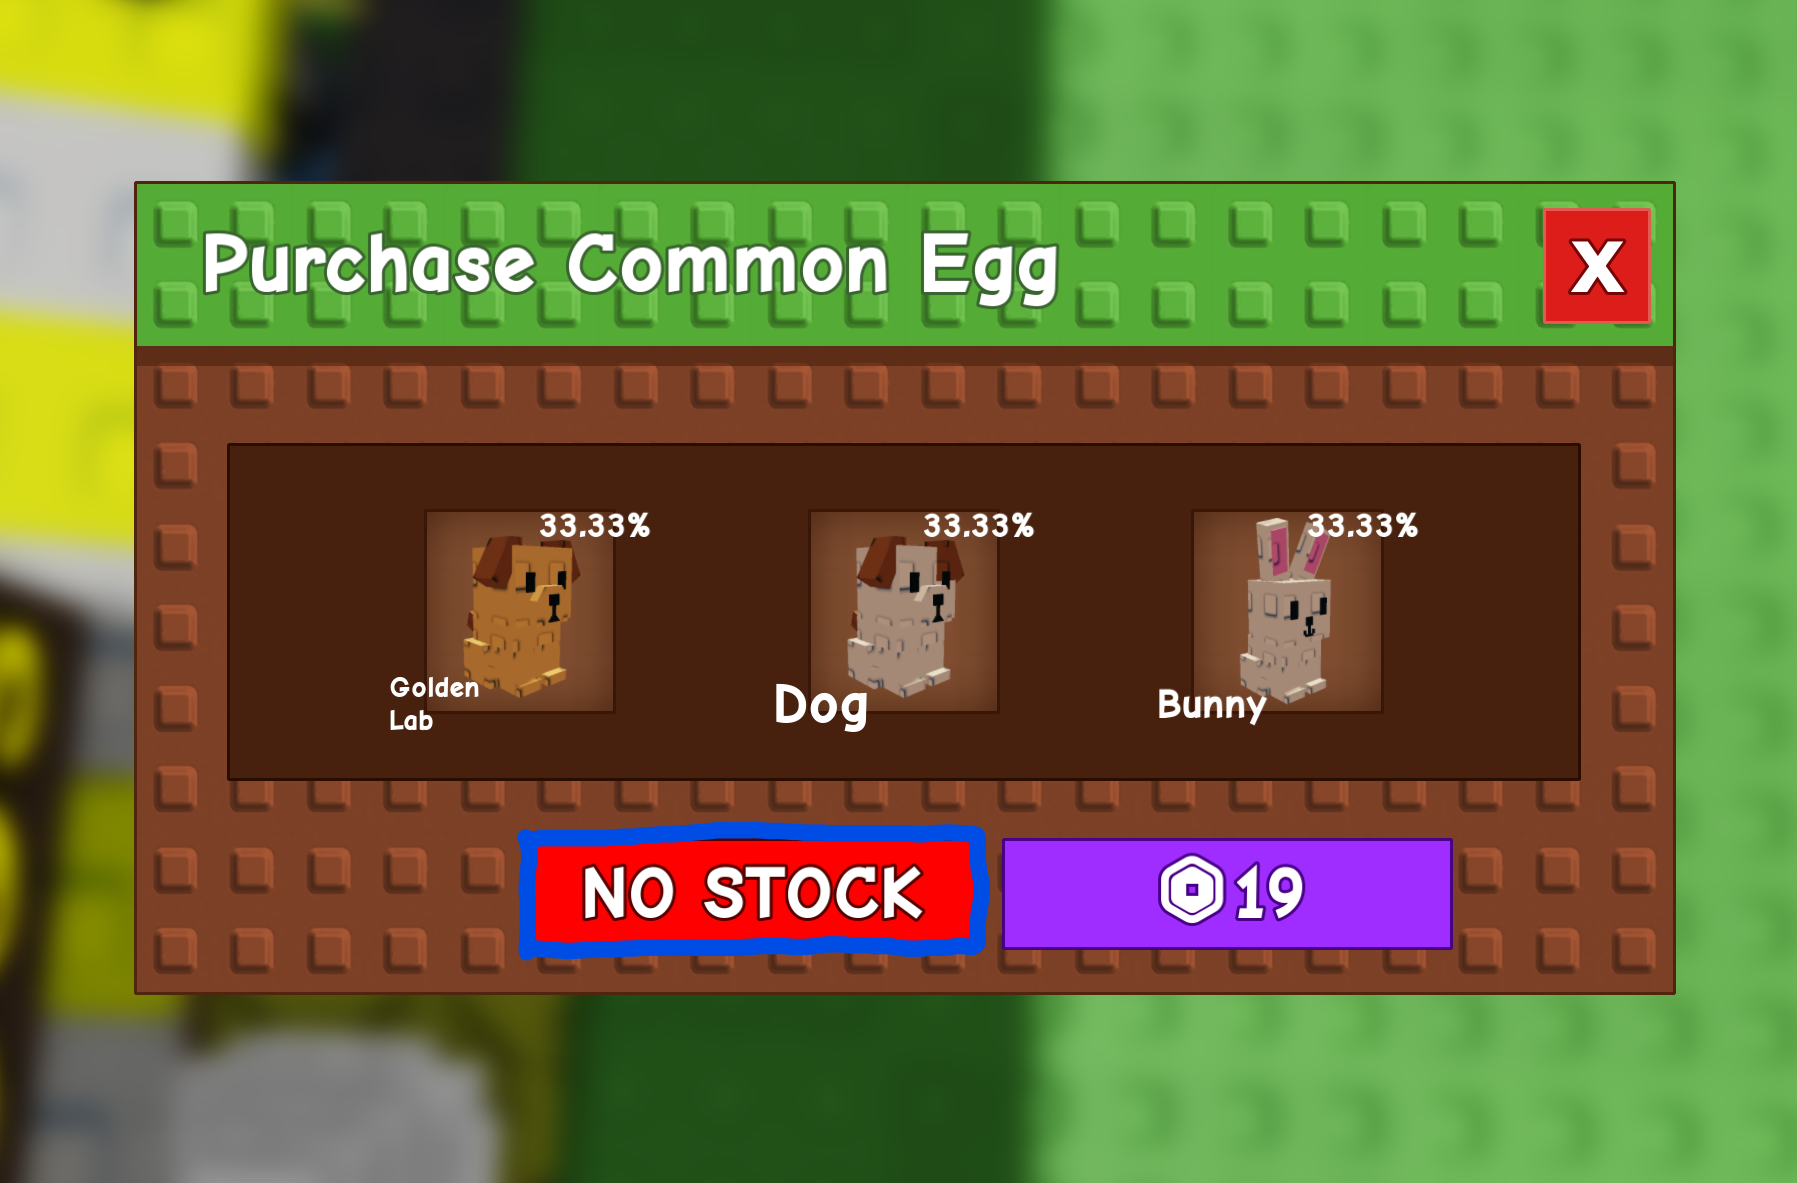 Purchase Common Egg
X
33.33%
33.33%
33.33%
Golden
Lab
Dog
Bunny
NO STOCK
19